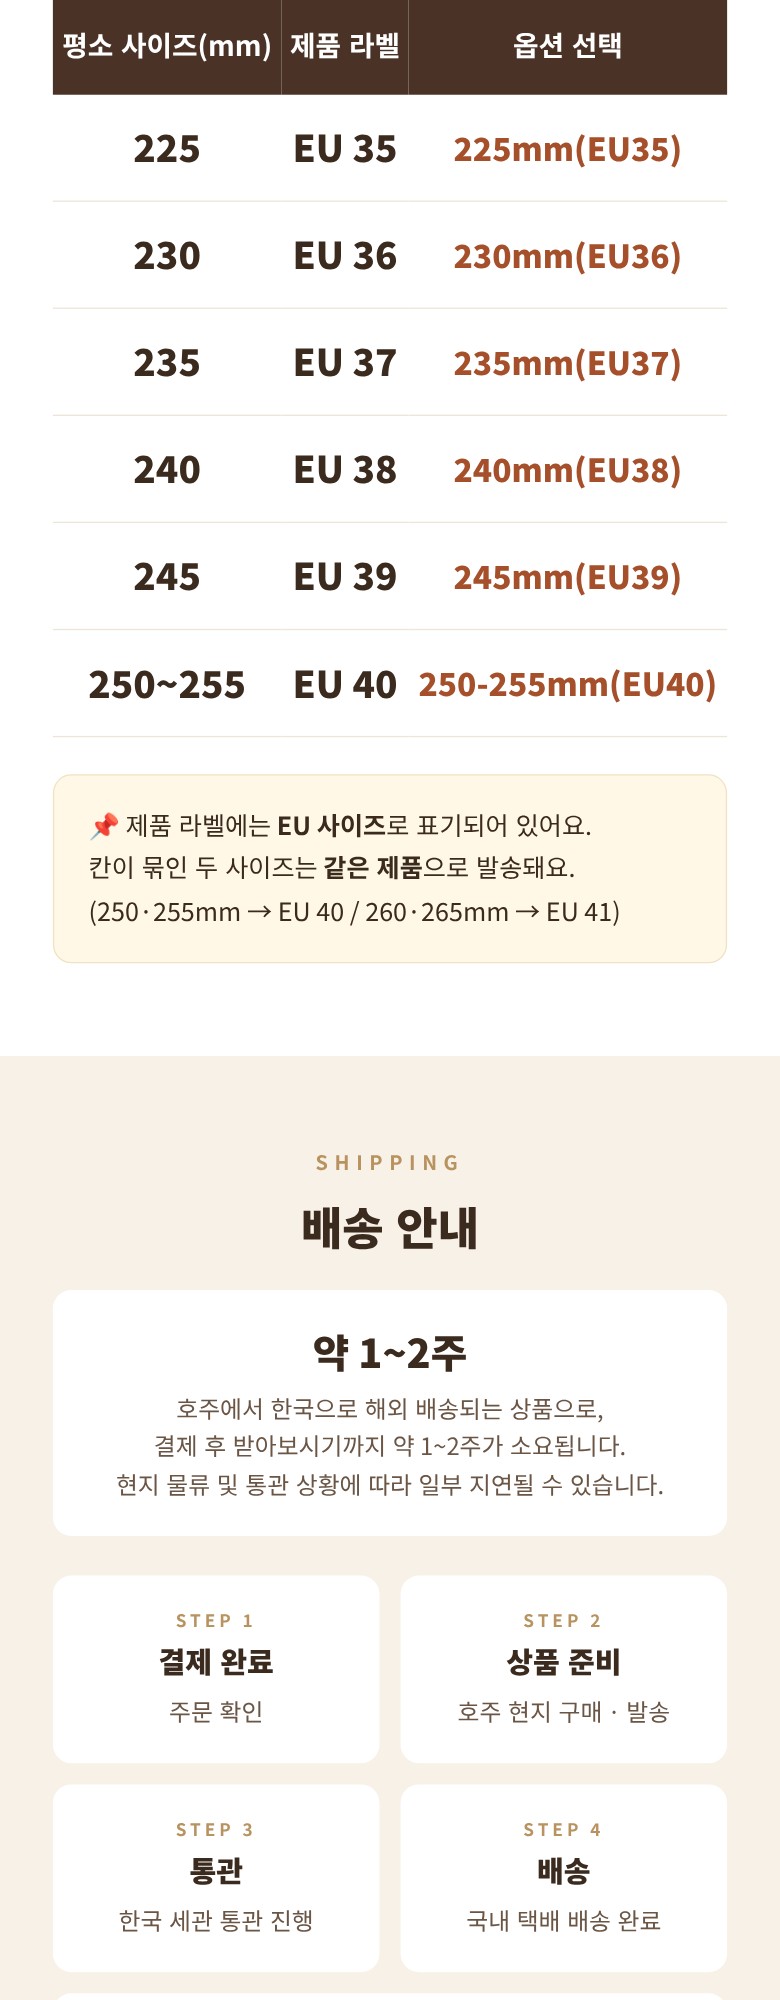 평소 사이즈(mm) 제품 라벨 옵션 선택
225 EU 35 225mm(EU35)
230 EU 36 230mm(EU36)
235 EU 37 235mm(EU37)
240 EU 38 240mm(EU38)
245 EU 39 245mm(EU39)
250~255 EU 40 250-255mm(EU40)
📌 제품 라벨에는 EU 사이즈로 표기되어 있어요.
칸이 묶인 두 사이즈는 같은 제품으로 발송돼요.
(250·255mm → EU 40 / 260·265mm → EU 41)
SHIPPING
배송 안내
약 1~2주
호주에서 한국으로 해외 배송되는 상품으로,
결제 후 받아보시기까지 약 1~2주가 소요됩니다.
현지 물류 및 통관 상황에 따라 일부 지연될 수 있습니다.
STEP 1
결제 완료
주문 확인
STEP 2
상품 준비
호주 현지 구매 · 발송
STEP 3
통관
한국 세관 통관 진행
STEP 4
배송
국내 택배 배송 완료